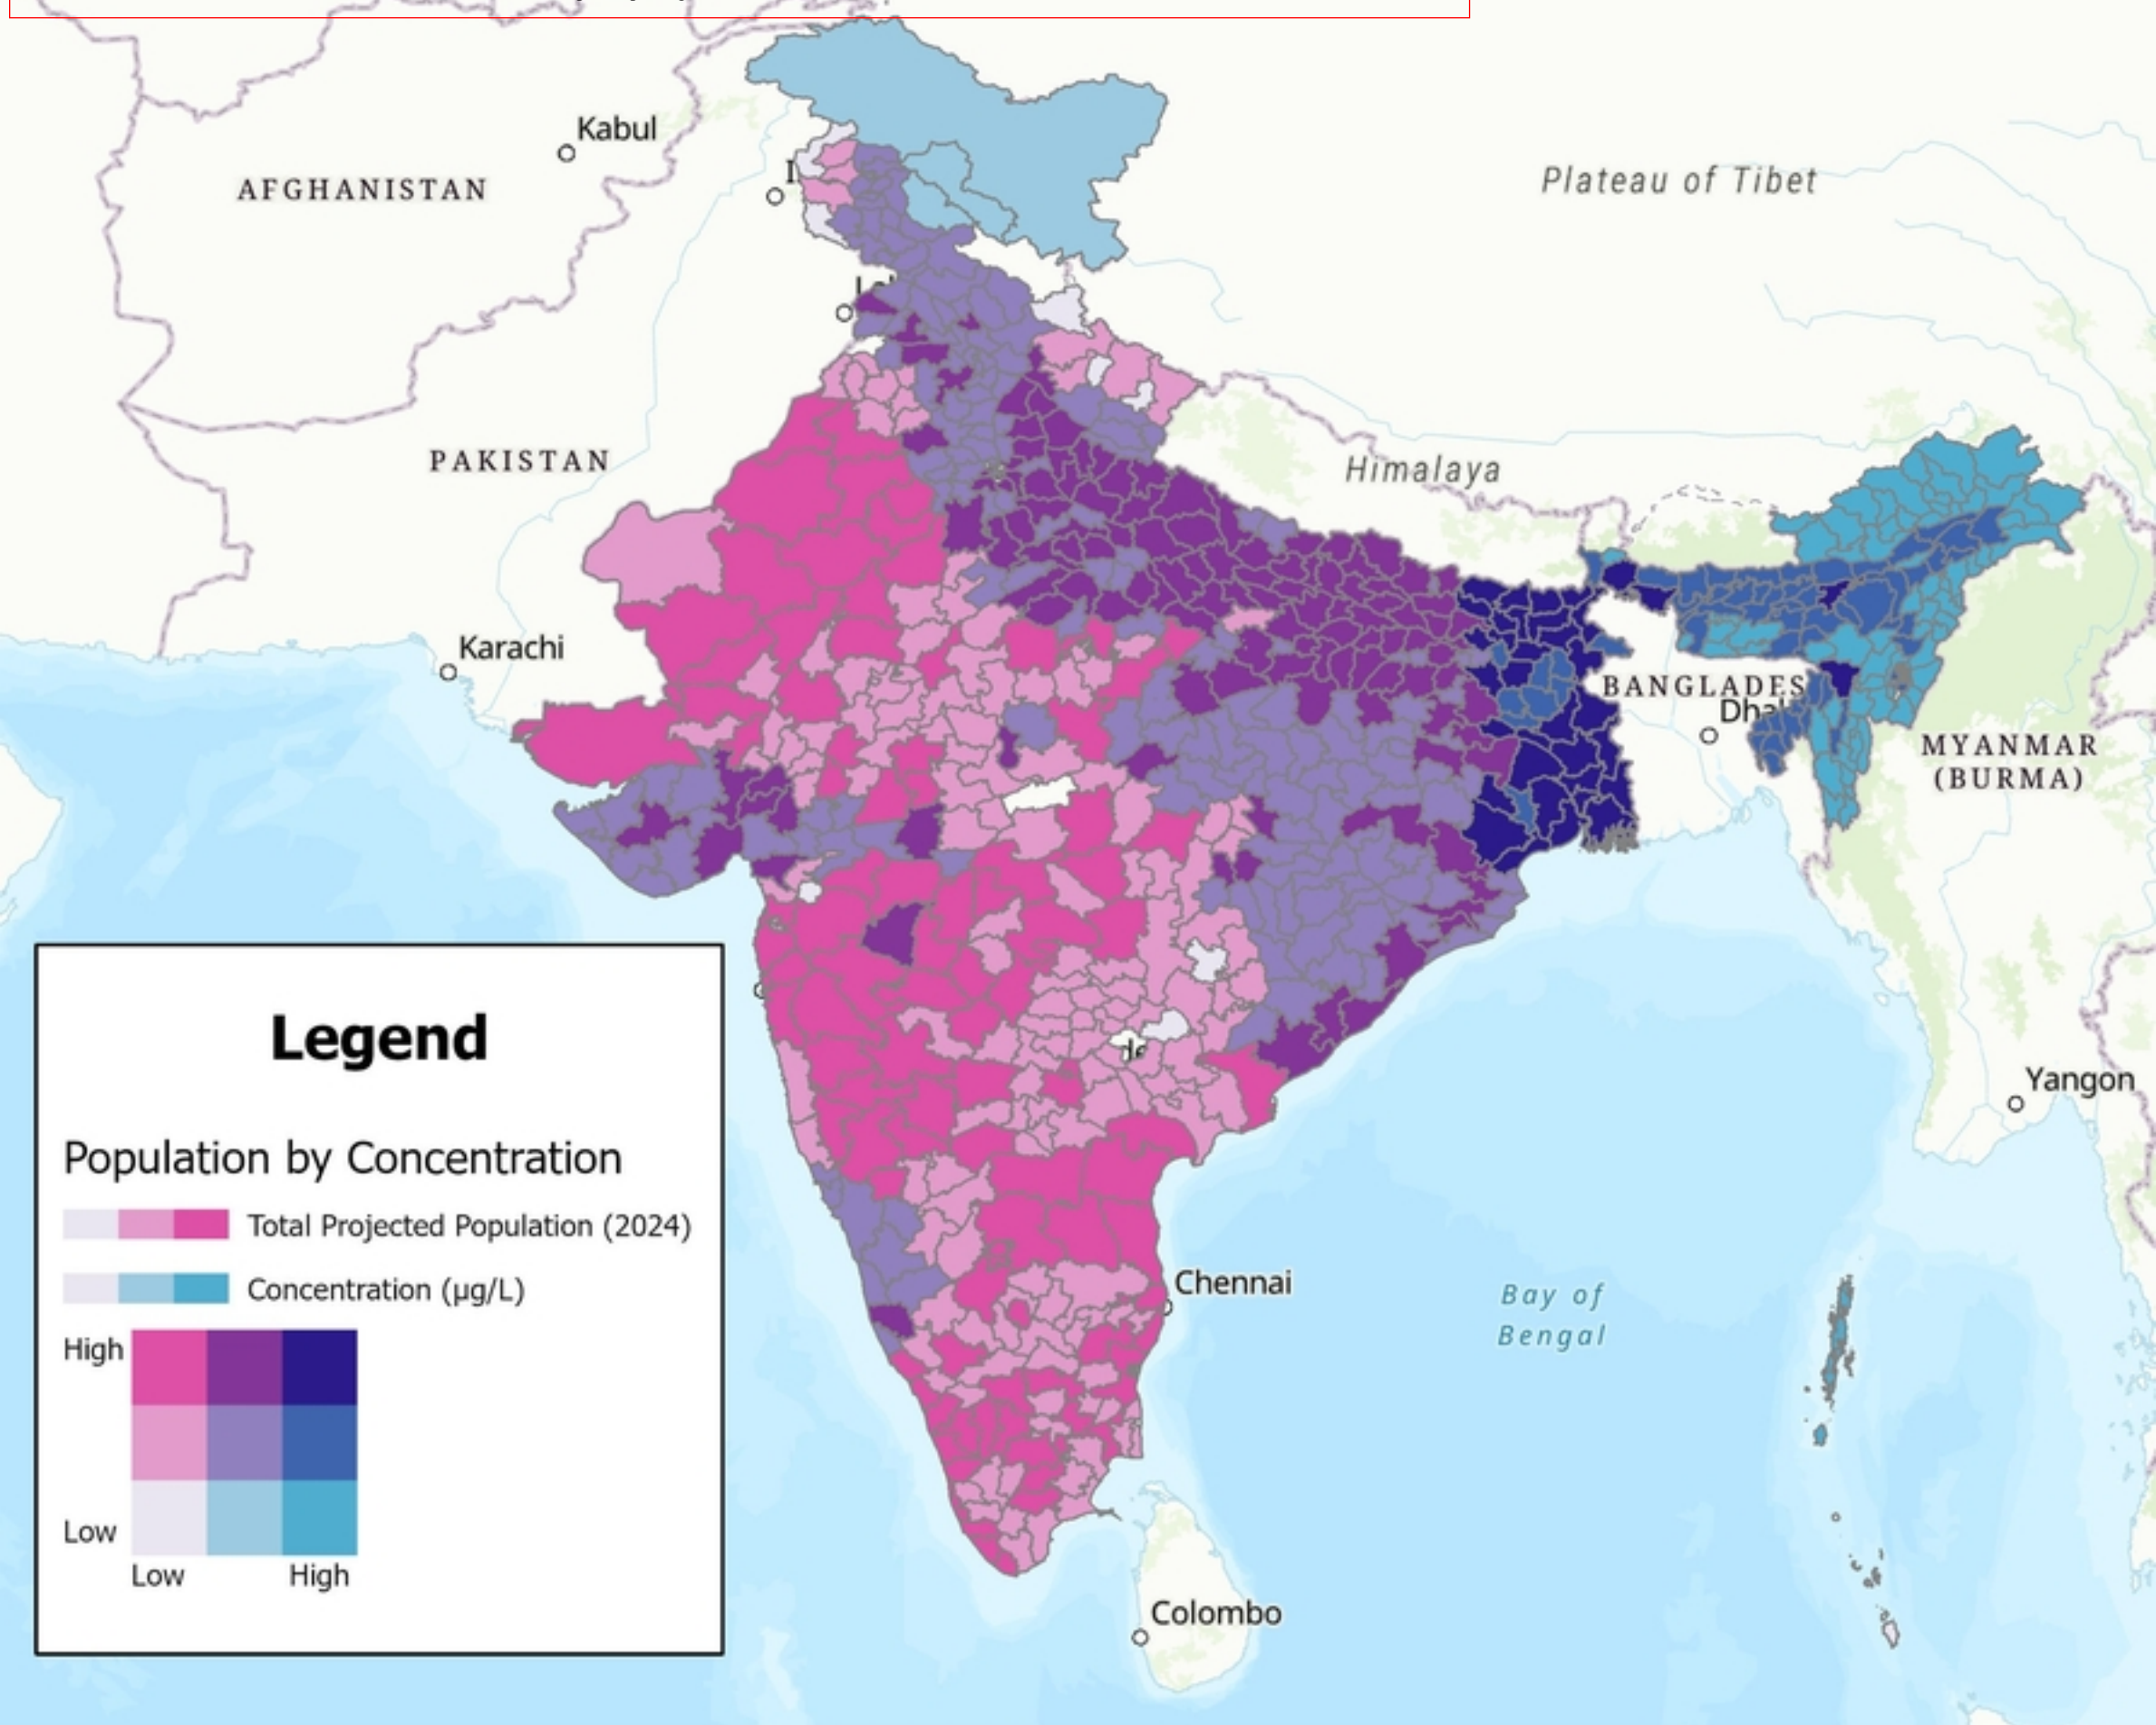 Kabul
AFGHANISTAN
Plateau of Tibet
PAKISTAN
Himalaya
Karachi
BANGLADES
MYANMAR
(BURMA)
Yangon
Chennai
Bay of
Bengal
Colombo
Legend
Population by Concentration
Total Projected Population (2024)
Concentration (µg/L)
High
Low
Low High